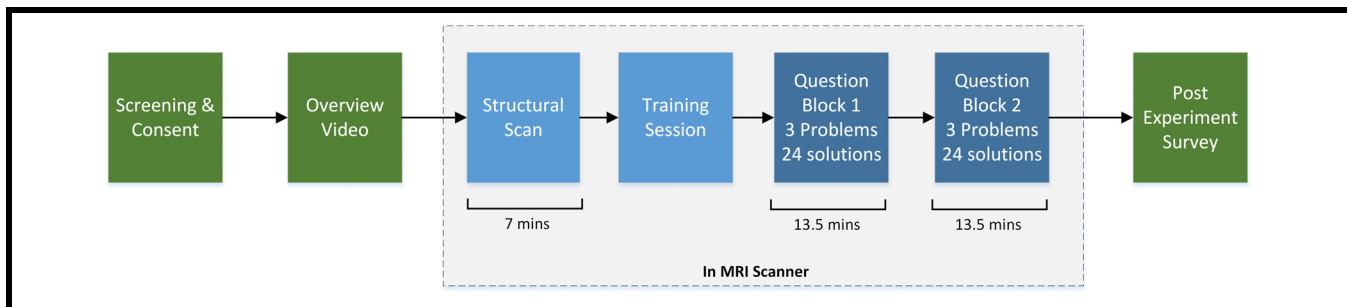 Screening &
Consent
Overview
Video
Structural
Scan
Training
Session
Question
Block 1
3 Problems
24 solutions
Question
Block 2
3 Problems
24 solutions
Post
Experiment
Survey
7 mins
13.5 mins
13.5 mins
In MRI Scanner